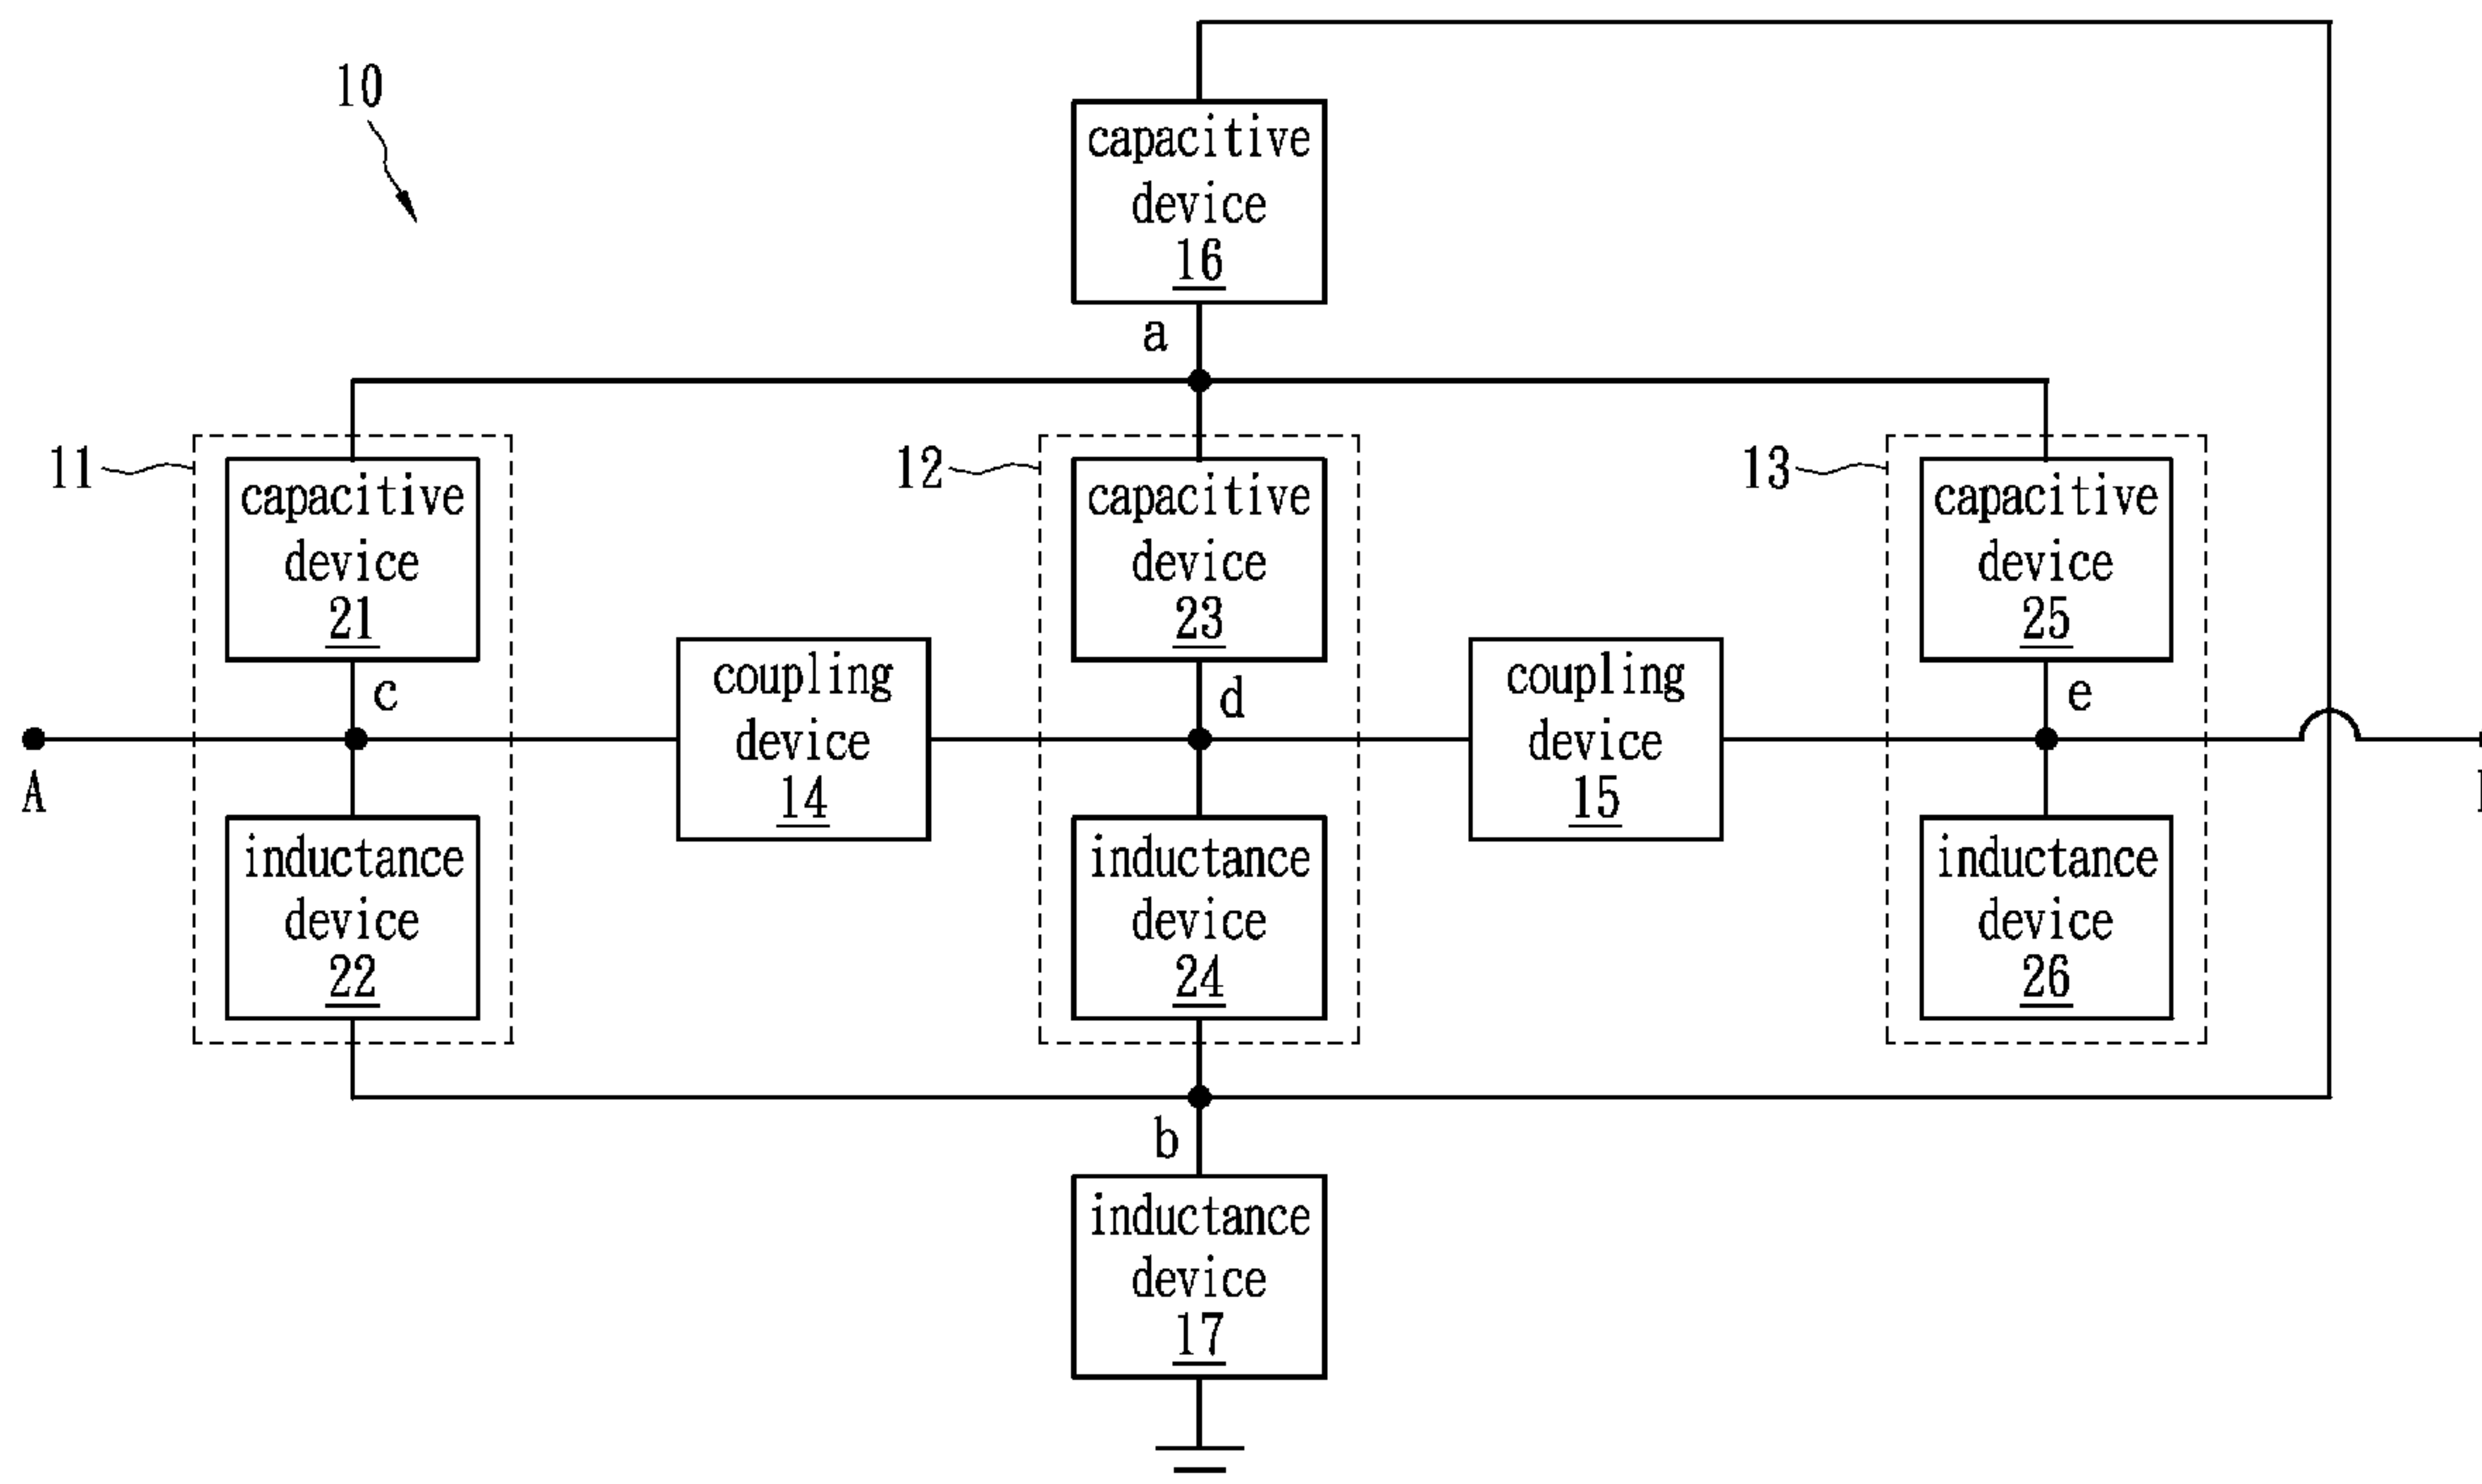 10
capacitive
device
16
a
11
12
13
capacitive
device
21
capacitive
device
23
capacitive
device
25
c
coupling
device
14
d
coupling
device
15
e
A
inductance
device
22
inductance
device
24
inductance
device
26
b
inductance
device
17